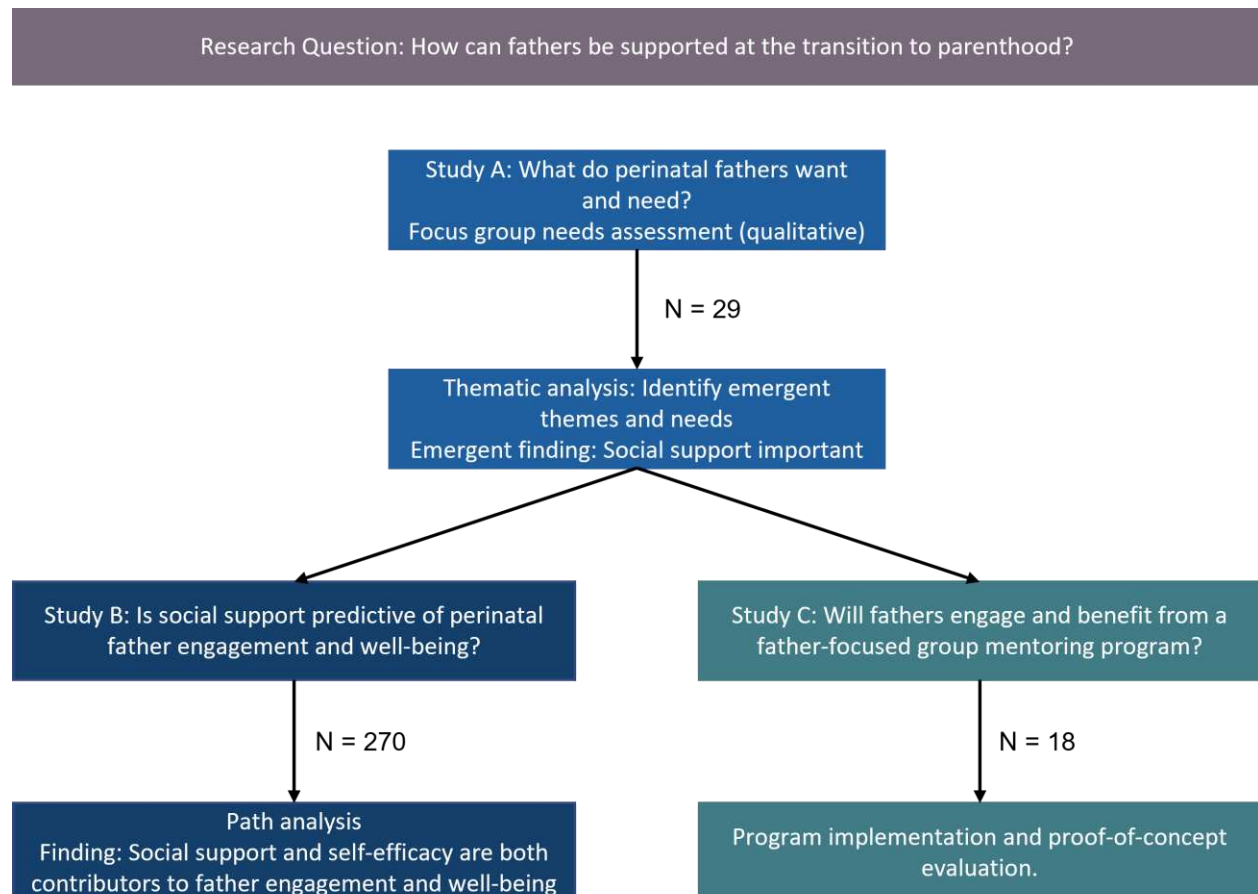 Research Question: How can fathers be supported at the transition to parenthood?
Study A: What do perinatal fathers want
and need?
Focus group needs assessment (qualitative)
N = 29
Thematic analysis: Identify emergent
themes and needs
Emergent finding: Social support important
Study B: Is social support predictive of perinatal
father engagement and well-being?
Study C: Will fathers engage and benefit from a
father-focused group mentoring program?
N = 270
N = 18
Path analysis
Finding: Social support and self-efficacy are both
contributors to father engagement and well-being
Program implementation and proof-of-concept
evaluation.